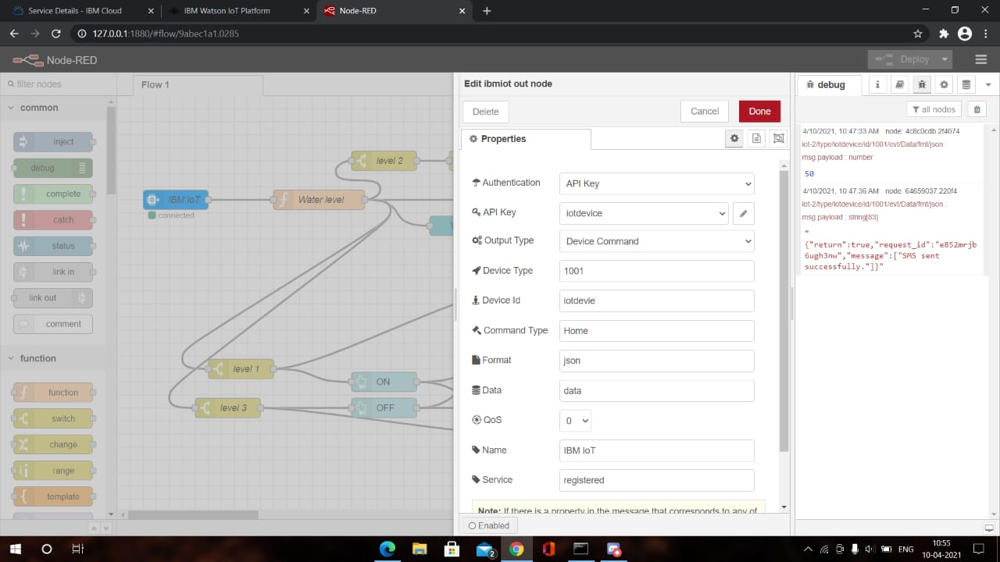 Service Details - IBM Cloud
IBM Watson IoT Platform
Node-RED
127.0.0.1:1880/#flow/9abec1a1.0285
Node-RED
Deploy
filter nodes
Flow 1
common
inject
debug
complete
catch
status
link in
link out
comment
function
function
switch
change
range
template
IBM IoT
connected
Water level
level 2
level 1
level 3
ON
OFF
Edit ibmiot out node
Delete
Cancel
Done
Properties
Authentication
API Key
API Key
iotdevice
Output Type
Device Command
Device Type
1001
Device Id
iotdevie
Command Type
Home
Format
json
Data
data
QoS
0
Name
IBM IoT
Service
registered
Note: If there is a property in the message that corresponds to any of
Enabled
debug
all nodes
4/10/2021, 10:47:33 AM node: 4c8c0cdb.2f4074
iot-2/type/iotdevice/id/1001/evt/Data/fmt/json :
msg.payload : number
50
4/10/2021, 10:47:36 AM node: 64659037.220f4
iot-2/type/iotdevice/id/1001/evt/Data/fmt/json :
msg.payload : string[83]
"
{"return":true,"request_id":"e852mrjb
6ugh3nw","message":["SMS sent
successfully."]}"
2
ENG
10:55
10-04-2021